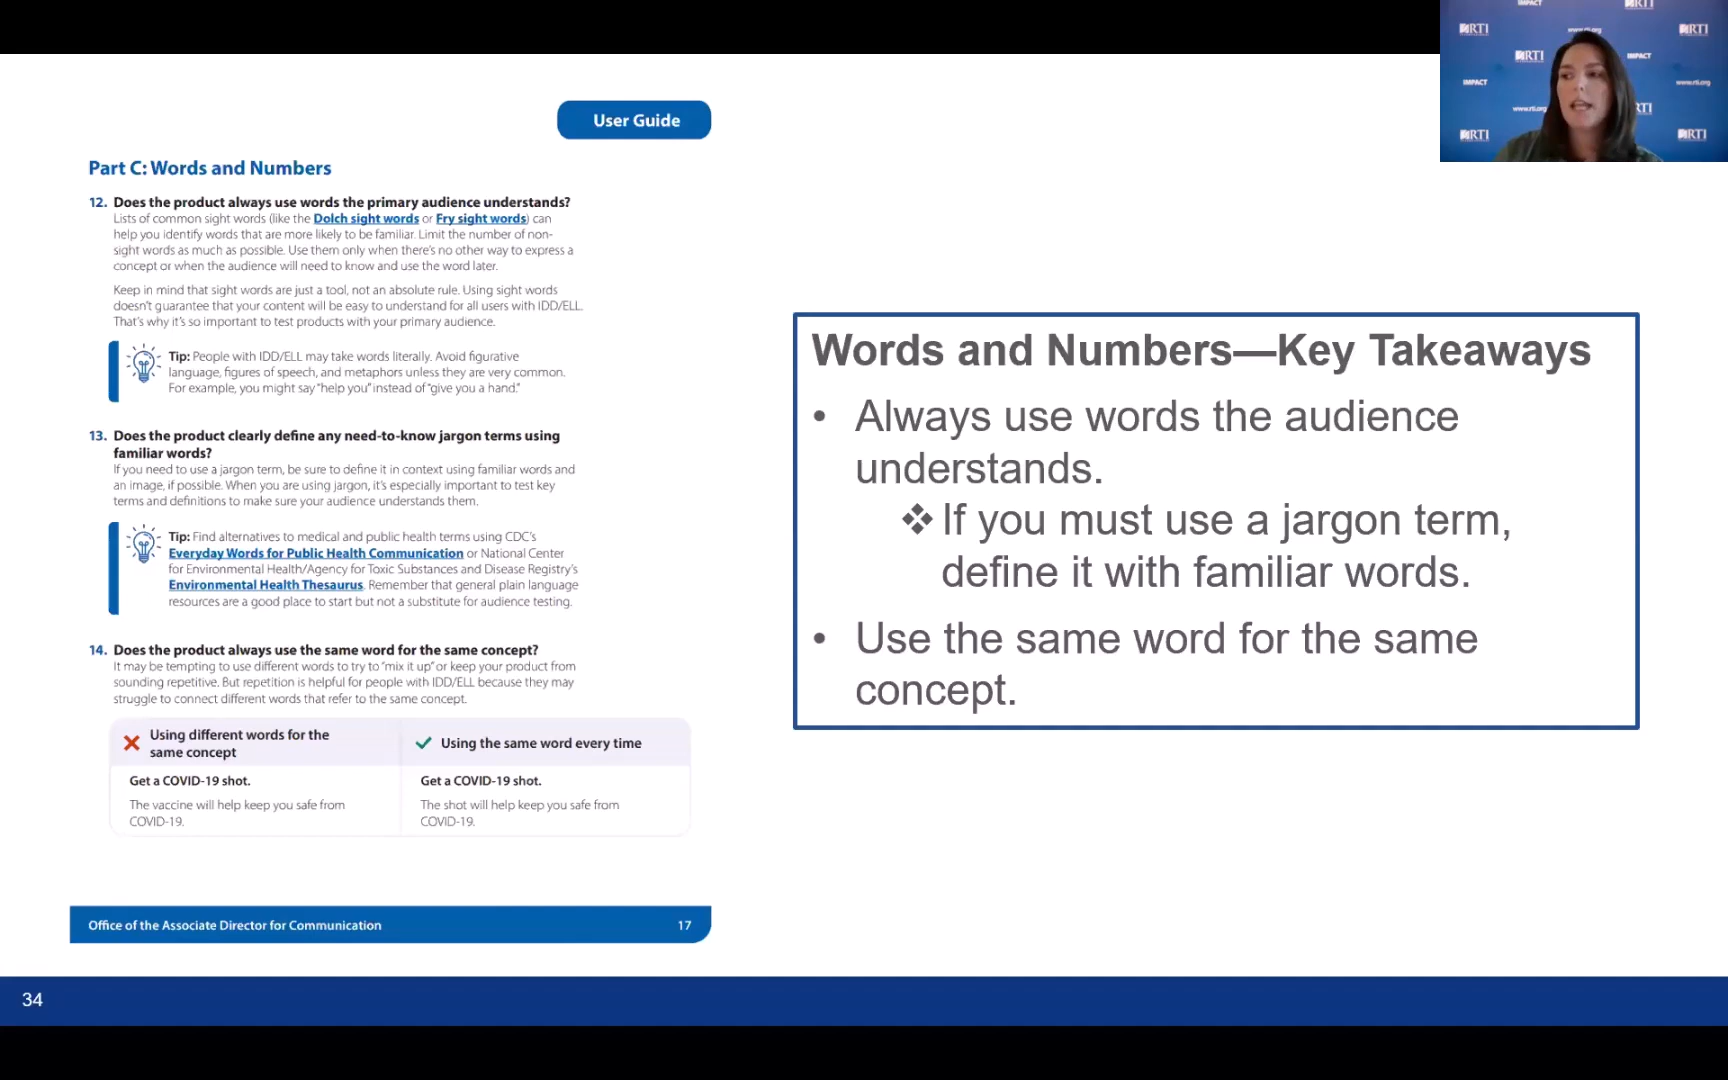 IMPACT
RTI
RTI
www.rti.org
RTI
RTI
IMPACT
IMPACT
www.rti.org
www.rti.org
RTI
RTI
RTI
User Guide
Part C: Words and Numbers
12. Does the product always use words the primary audience understands?
Lists of common sight words (like the Dolch sight words or Fry sight words) can
help you identify words that are more likely to be familiar. Limit the number of non-
sight words as much as possible. Use them only when there's no other way to express a
concept or when the audience will need to know and use the word later.
Keep in mind that sight words are just a tool, not an absolute rule. Using sight words
doesn't guarantee that your content will be easy to understand for all users with IDD/ELL.
That's why it's so important to test products with your primary audience.
Tip: People with IDD/ELL may take words literally. Avoid figurative
language, figures of speech, and metaphors unless they are very common.
For example, you might say "help you" instead of "give you a hand."
13. Does the product clearly define any need-to-know jargon terms using
familiar words?
If you need to use a jargon term, be sure to define it in context using familiar words and
an image, if possible. When you are using jargon, it's especially important to test key
terms and definitions to make sure your audience understands them.
Tip: Find alternatives to medical and public health terms using CDC's
Everyday Words for Public Health Communication or National Center
for Environmental Health/Agency for Toxic Substances and Disease Registry's
Environmental Health Thesaurus. Remember that general plain language
resources are a good place to start but not a substitute for audience testing.
14. Does the product always use the same word for the same concept?
It may be tempting to use different words to try to "mix it up" or keep your product from
sounding repetitive. But repetition is helpful for people with IDD/ELL because they may
struggle to connect different words that refer to the same concept.
Using different words for the
same concept
Get a COVID-19 shot.
The vaccine will help keep you safe from
COVID-19.
Using the same word every time
Get a COVID-19 shot.
The shot will help keep you safe from
COVID-19.
Office of the Associate Director for Communication 17
Words and Numbers—Key Takeaways
• Always use words the audience
understands.
❖ If you must use a jargon term,
define it with familiar words.
• Use the same word for the same
concept.
34